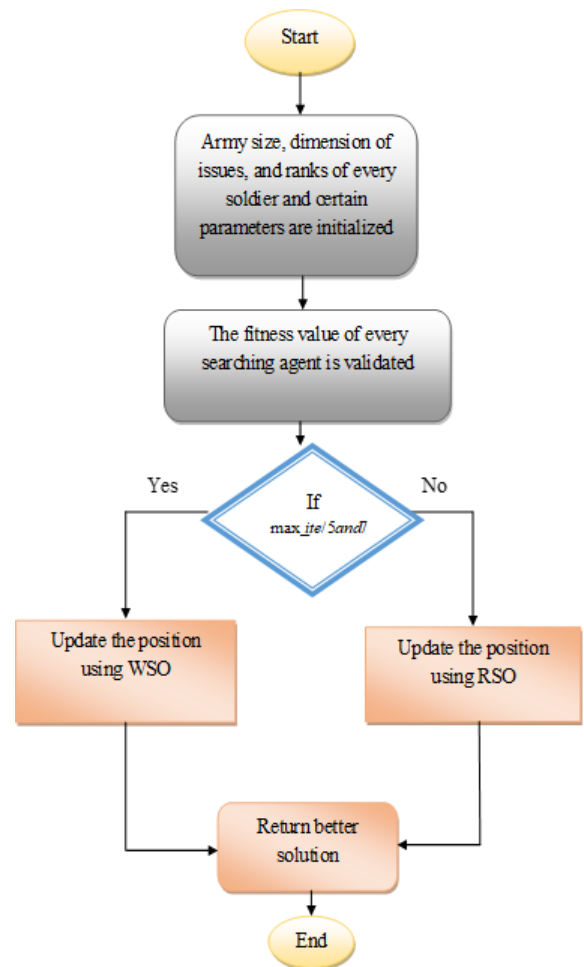 Start
Army size, dimension of
issues, and ranks of every
soldier and certain
parameters are initialized
The fitness value of every
searching agent is validated
Yes
If
No
max_ite/5and7
Update the position
using WSO
Update the position
using RSO
Return better
solution
End